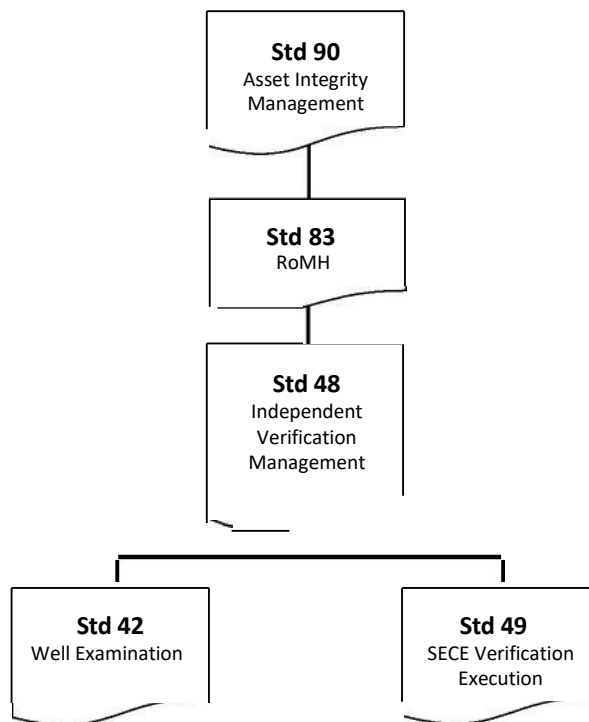 Std 90
Asset Integrity
Management
Std 83
RoMH
Std 48
Independent
Verification
Management
Std 42
Well Examination
Std 49
SECE Verification
Execution